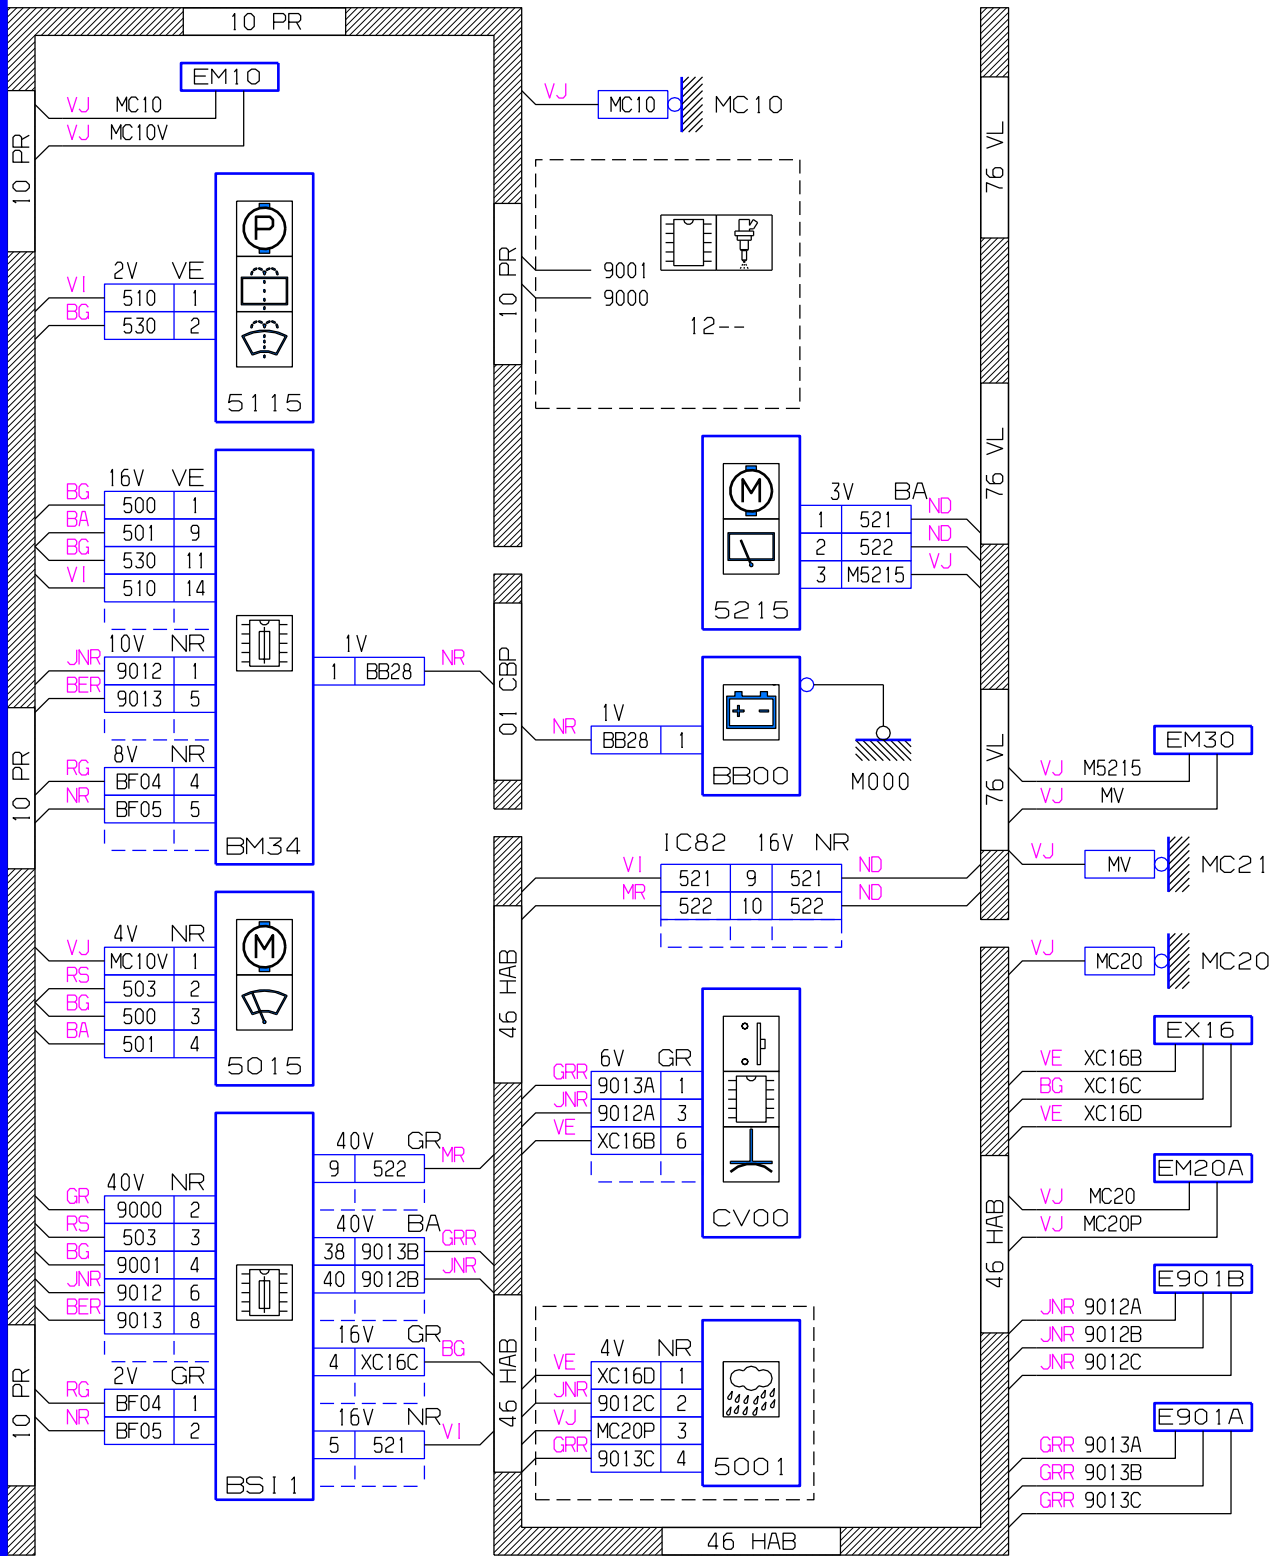 10 PR
EM10
VJ MC10
VJ MC10V
10 PR
2V VE
VI 510 1
BG 530 2
P
5115
16V VE
BG 500 1
BA 501 9
BG 530 11
VI 510 14
10V NR
JNR 9012 1
BER 9013 5
8V NR
RG BF04 4
NR BF05 5
BM34
1V
1 BB28 NR
10 PR
4V NR
VJ MC10V 1
RS 503 2
BG 500 3
BA 501 4
M
5015
40V NR
GR 9000 2
RS 503 3
BG 9001 4
JNR 9012 6
BER 9013 8
2V GR
RG BF04 1
NR BF05 2
10 PR
BSI1
40V GR
9 522 MR
40V BA
38 9013B GRR
40 9012B JNR
16V GR
4 XC16C BG
16V NR
5 521 VI
VJ MC10 MC10
10 PR
9001
9000
12--
M
5215
3V BA
1 521 ND
2 522 ND
3 M5215 VJ
01 CBP
1V
NR BB28 1
+ -
BB00
M000
IC82 16V NR
VI 521 9 521 ND
MR 522 10 522 ND
46 HAB
6V GR
GRR 9013A 1
JNR 9012A 3
VE XC16B 6
CV00
46 HAB
4V NR
VE XC16D 1
JNR 9012C 2
VJ MC20P 3
GRR 9013C 4
5001
46 HAB
76 VL
76 VL
76 VL
EM30
VJ M5215
VJ MV
VJ MV MC21
VJ MC20 MC20
EX16
VE XC16B
BG XC16C
VE XC16D
EM20A
VJ MC20
VJ MC20P
46 HAB
E901B
JNR 9012A
JNR 9012B
JNR 9012C
E901A
GRR 9013A
GRR 9013B
GRR 9013C